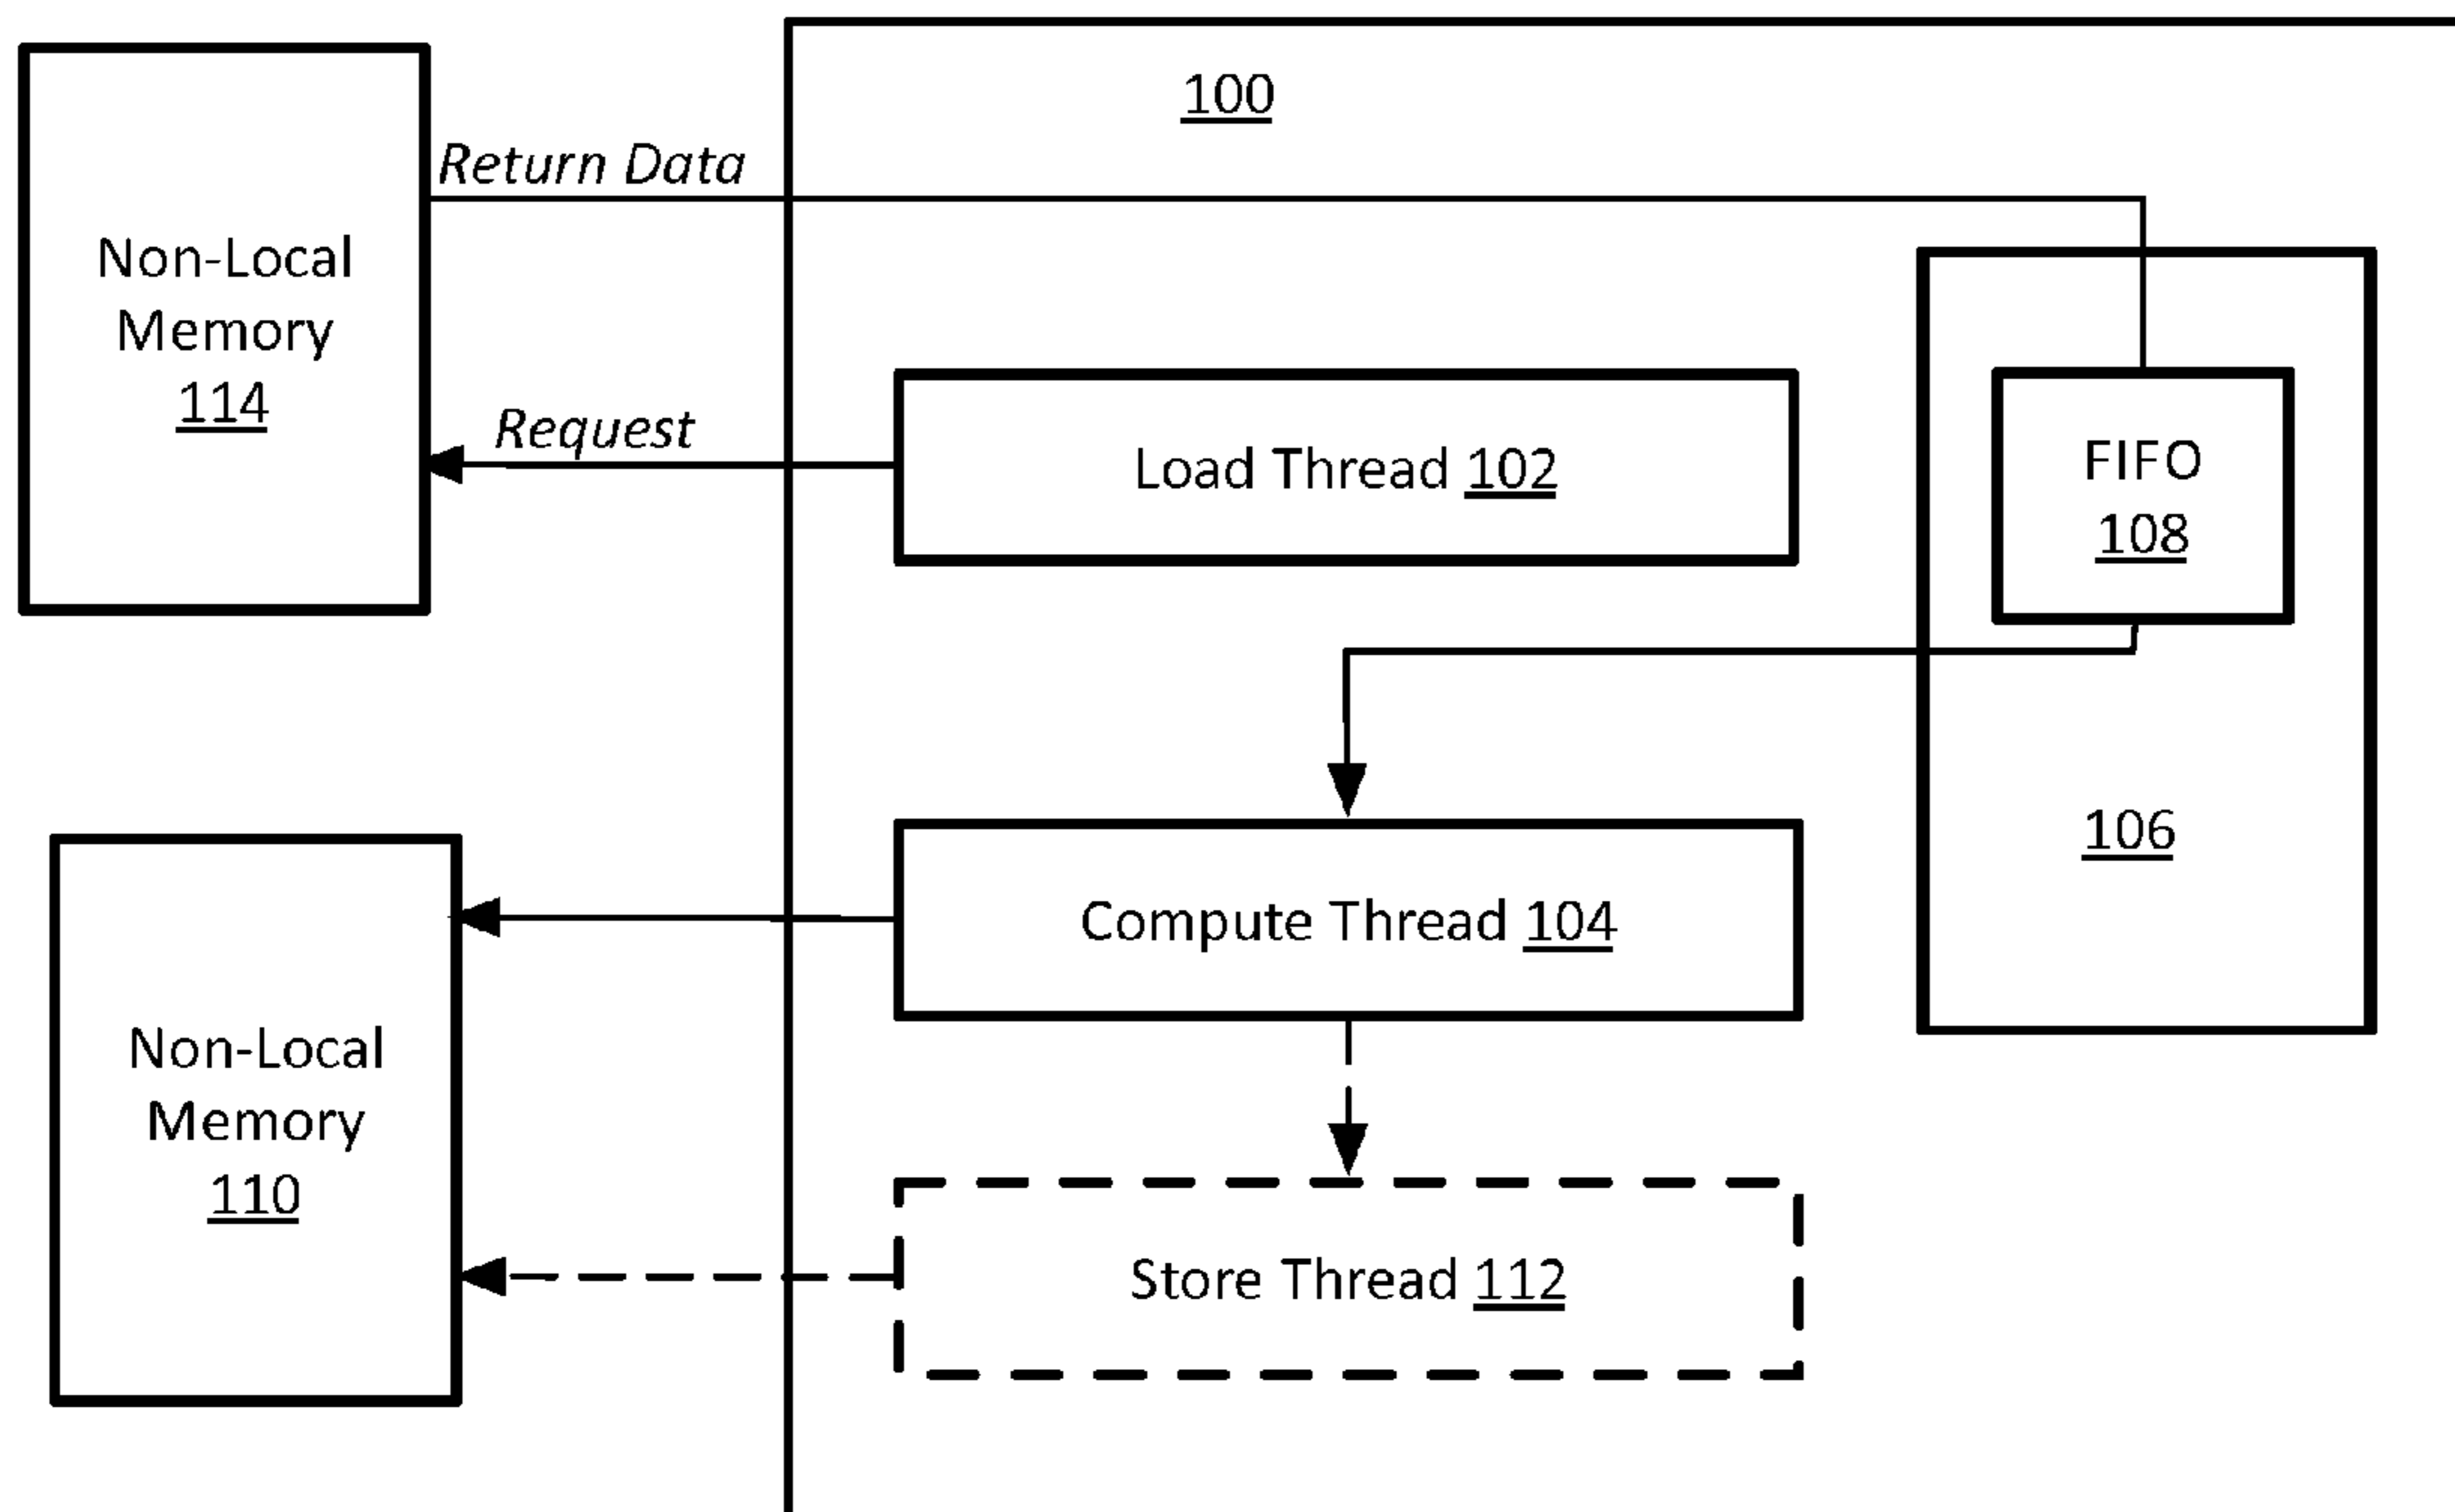 100
Return Data
Non-Local
Memory
114
Request
Load Thread 102
FIFO
108
106
Compute Thread 104
Non-Local
Memory
110
Store Thread 112